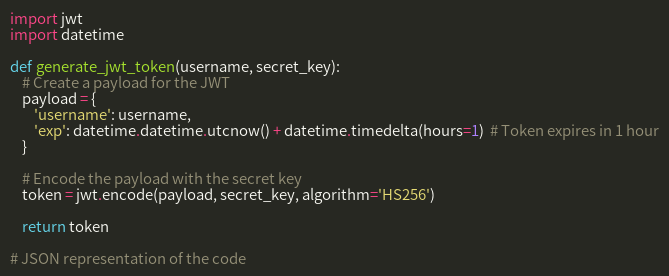 import jwt
import datetime
def generate_jwt_token(username, secret_key):
# Create a payload for the JWT
payload = {
'username': username,
'exp': datetime.datetime.utcnow() + datetime.timedelta(hours=1) # Token expires in 1 hour
}
# Encode the payload with the secret key
token = jwt.encode(payload, secret_key, algorithm='HS256')
return token
# JSON representation of the code